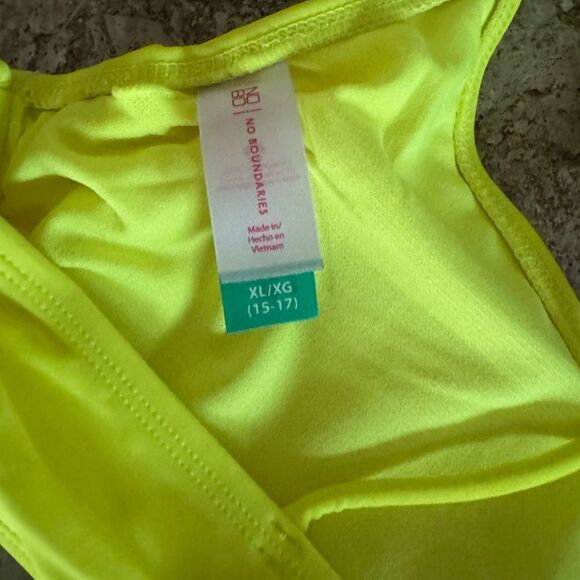 NO
BO
NO BOUNDARIES
Made in/
Hecho en
Vietnam
XL/XG
(15-17)